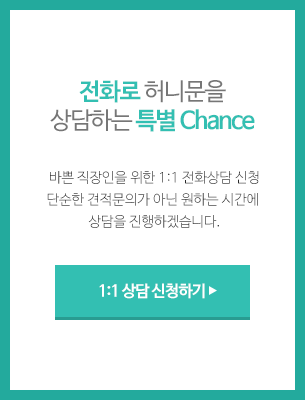 전화로 허니문을
상담하는 특별 Chance
바쁜 직장인을 위한 1:1 전화상담 신청
단순한 견적문의가 아닌 원하는 시간에
상담을 진행하겠습니다.
1:1 상담 신청하기 ▶